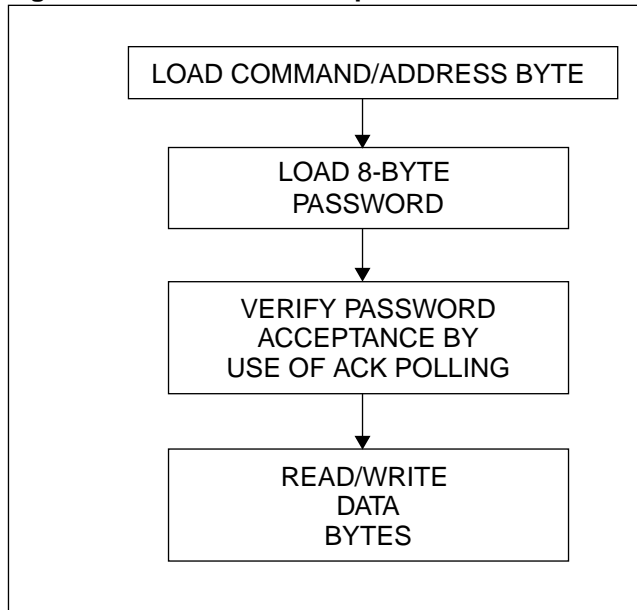 LOAD COMMAND/ADDRESS BYTE
LOAD 8-BYTE
PASSWORD
VERIFY PASSWORD
ACCEPTANCE BY
USE OF ACK POLLING
READ/WRITE
DATA
BYTES